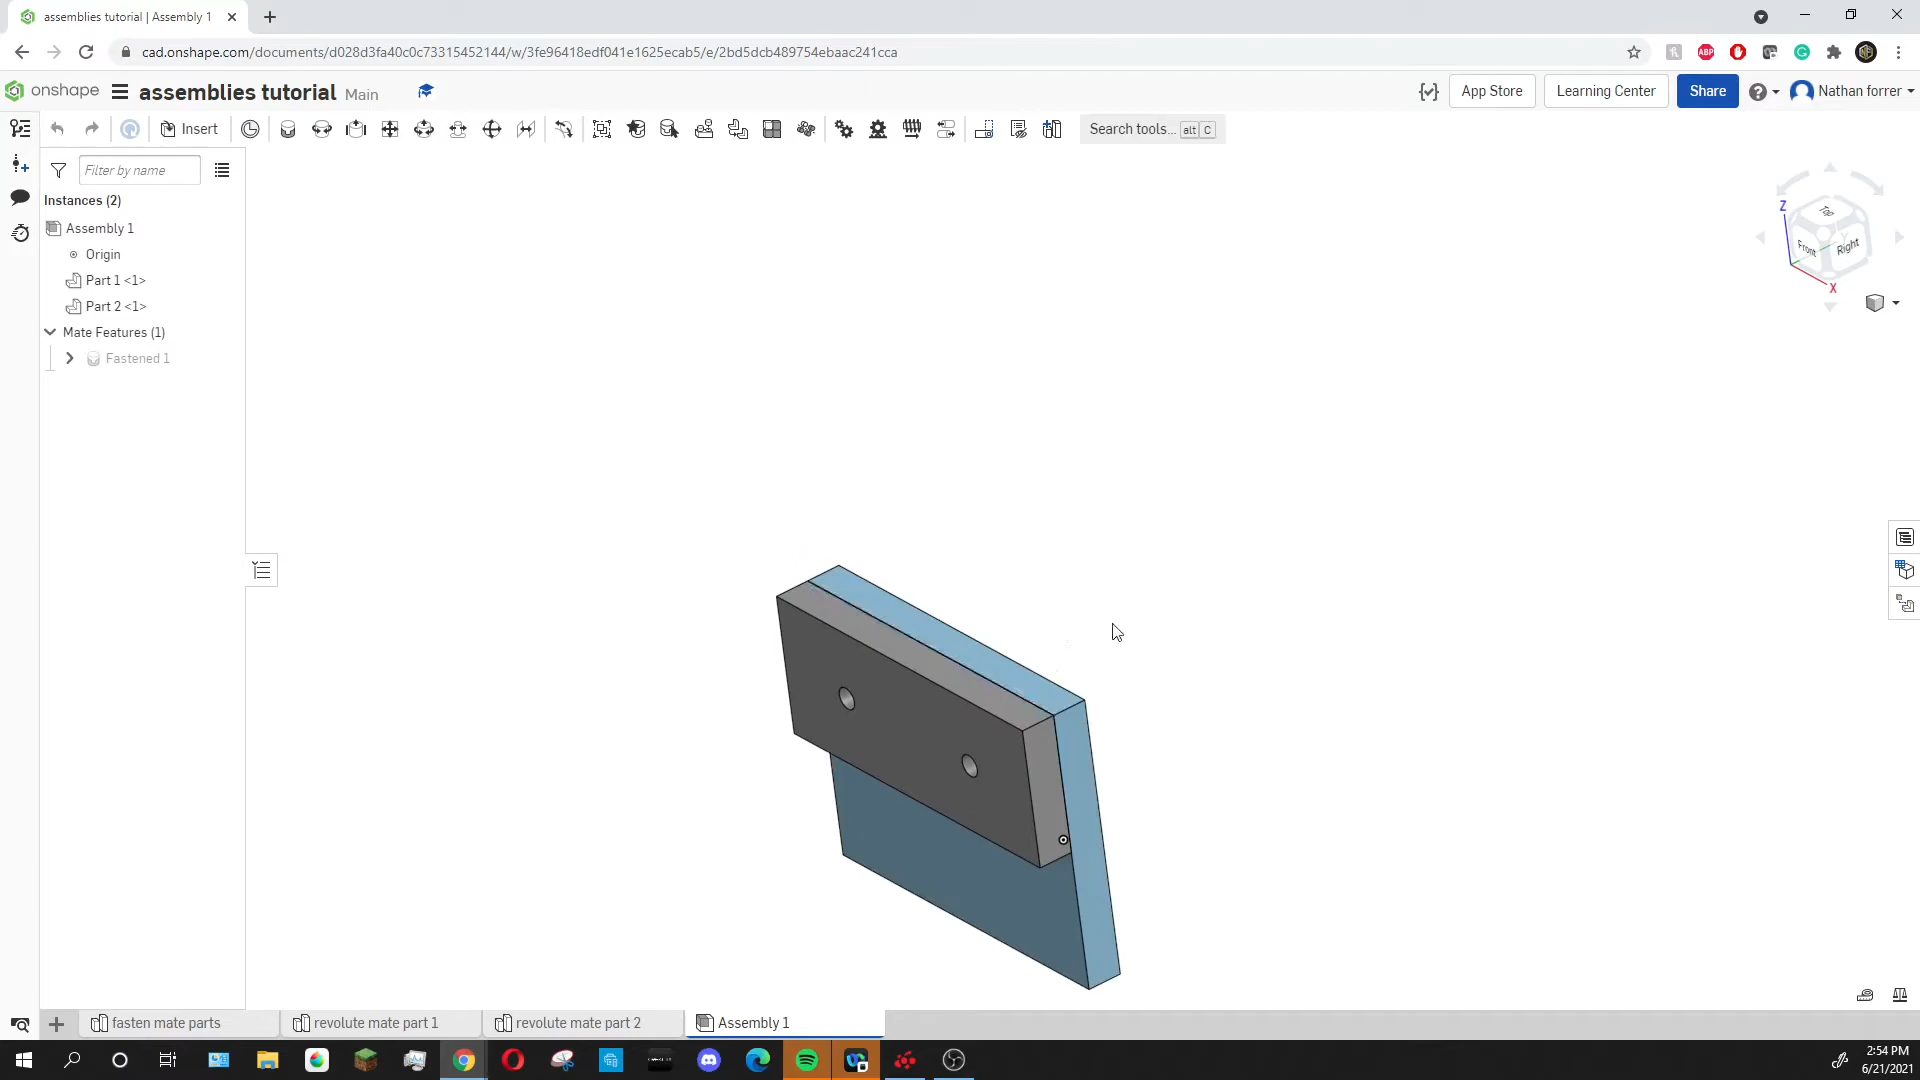 assemblies tutorial | Assembly 1
cad.onshape.com/documents/d028d3fa40c0c73315452144/w/3fe96418edf041e1625ecab5/e/2bd5dcb489754ebaac241cca
ABP
onshape
assemblies tutorial Main
App Store
Learning Center
Share
Nathan forrer
Insert
Search tools... alt C
Filter by name
Instances (2)
Assembly 1
Origin
Part 1 <1>
Part 2 <1>
Mate Features (1)
Fastened 1
Z
Top
Front
Right
Y
X
fasten mate parts
revolute mate part 1
revolute mate part 2
Assembly 1
2:54 PM
6/21/2021